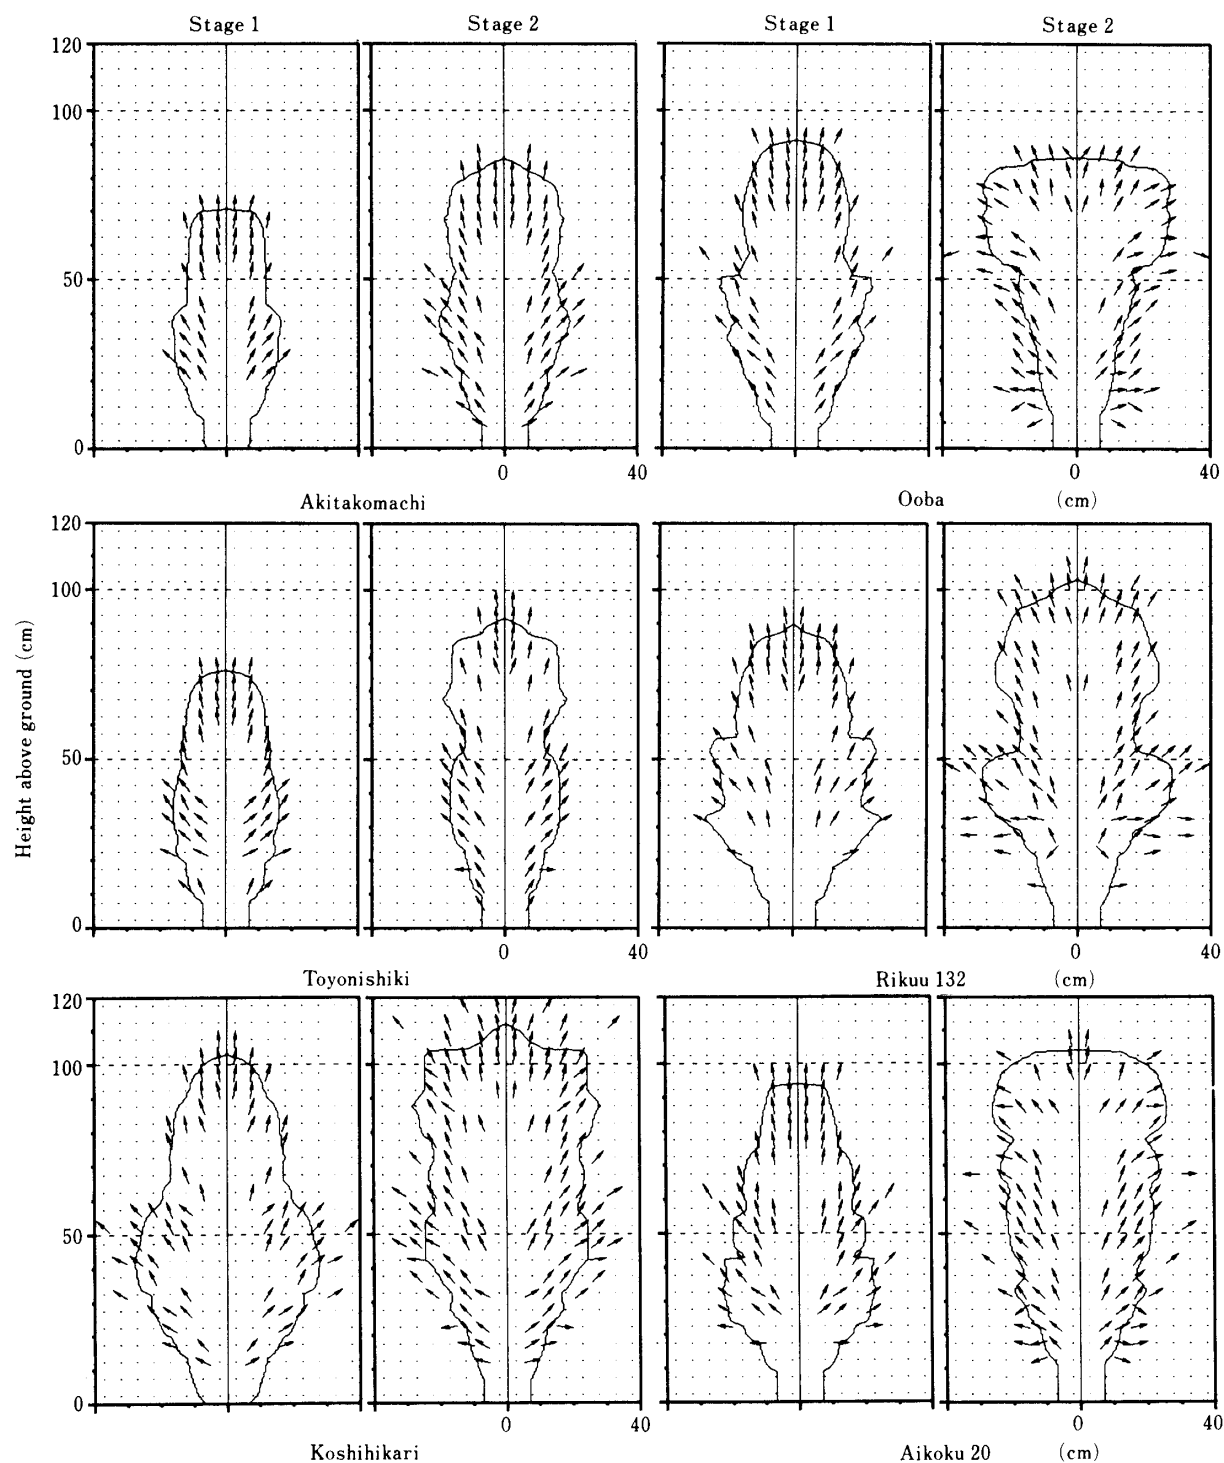 Stage 1 Stage 2 Stage 1 Stage 2
120
100
50
0
0 40 0 40
Akitakomachi Ooba (cm)
120
100
50
0
0 40 0 40
Toyonishiki Rikuu 132 (cm)
120
100
50
0
0 40 0 40
Koshihikari Aikoku 20 (cm)
Height above ground (cm)